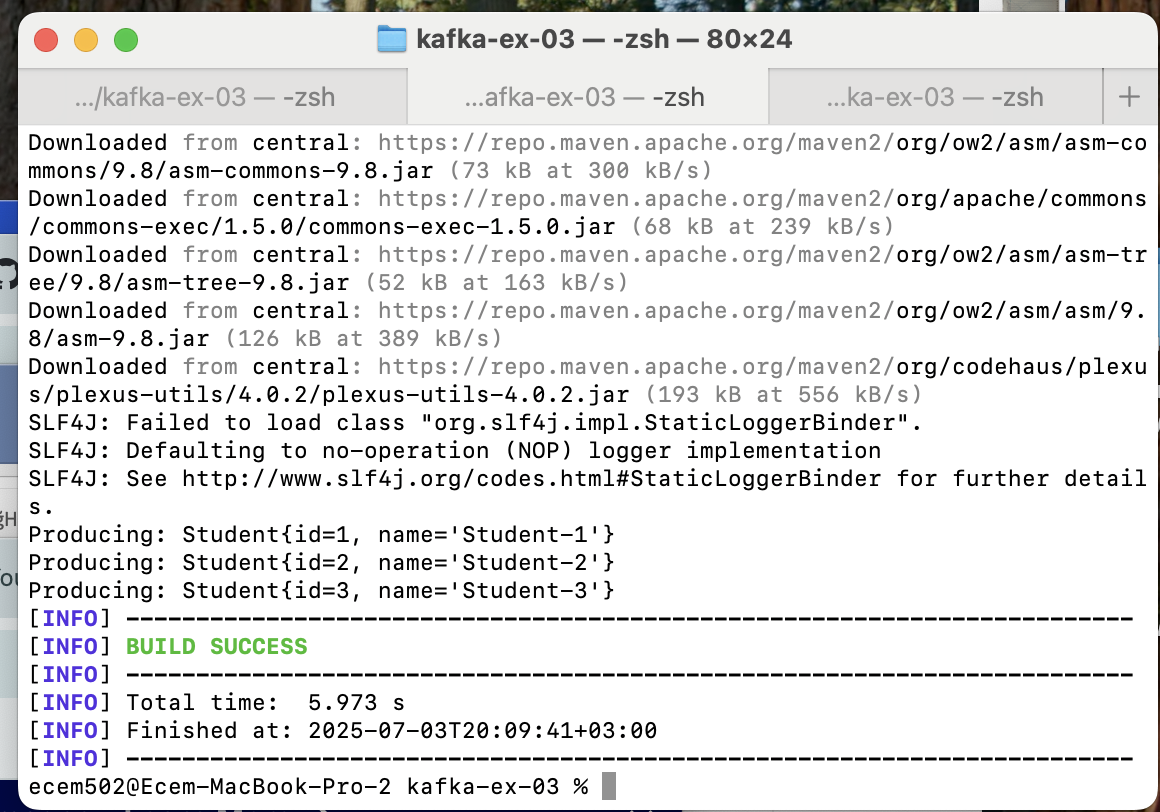 kafka-ex-03 — -zsh — 80×24
.../kafka-ex-03 — -zsh
...afka-ex-03 — -zsh
...ka-ex-03 — -zsh
+
Downloaded from central: https://repo.maven.apache.org/maven2/org/ow2/asm/asm-co
mmons/9.8/asm-commons-9.8.jar (73 kB at 300 kB/s)
Downloaded from central: https://repo.maven.apache.org/maven2/org/apache/commons
/commons-exec/1.5.0/commons-exec-1.5.0.jar (68 kB at 239 kB/s)
Downloaded from central: https://repo.maven.apache.org/maven2/org/ow2/asm/asm-tr
ee/9.8/asm-tree-9.8.jar (52 kB at 163 kB/s)
Downloaded from central: https://repo.maven.apache.org/maven2/org/ow2/asm/asm/9.
8/asm-9.8.jar (126 kB at 389 kB/s)
Downloaded from central: https://repo.maven.apache.org/maven2/org/codehaus/plexu
s/plexus-utils/4.0.2/plexus-utils-4.0.2.jar (193 kB at 556 kB/s)
SLF4J: Failed to load class "org.slf4j.impl.StaticLoggerBinder".
SLF4J: Defaulting to no-operation (NOP) logger implementation
SLF4J: See http://www.slf4j.org/codes.html#StaticLoggerBinder for further detail
s.
Producing: Student{id=1, name='Student-1'}
Producing: Student{id=2, name='Student-2'}
Producing: Student{id=3, name='Student-3'}
[INFO] ------------------------------------------------------------------------
[INFO] BUILD SUCCESS
[INFO] ------------------------------------------------------------------------
[INFO] Total time:  5.973 s
[INFO] Finished at: 2025-07-03T20:09:41+03:00
[INFO] ------------------------------------------------------------------------
ecem502@Ecem-MacBook-Pro-2 kafka-ex-03 %